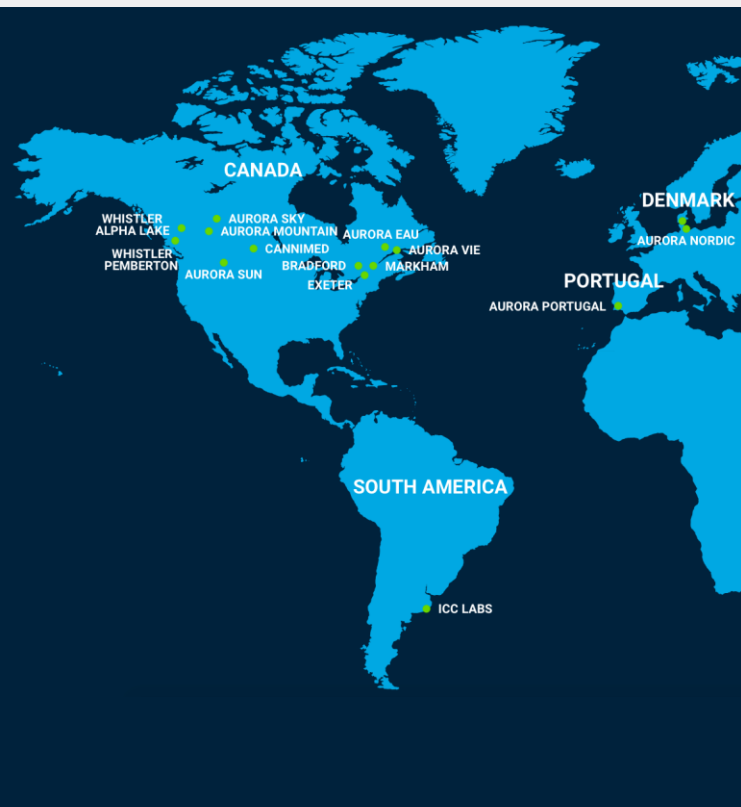 CANADA
WHISTLER
ALPHA LAKE
AURORA SKY
AURORA MOUNTAIN
WHISTLER
PEMBERTON
CANNIMED
AURORA SUN
AURORA EAU
AURORA VIE
BRADFORD
MARKHAM
EXETER
DENMARK
AURORA NORDIC
PORTUGAL
AURORA PORTUGAL
SOUTH AMERICA
ICC LABS